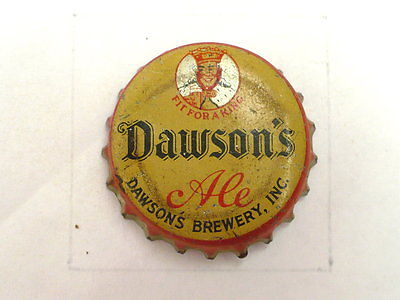 FIT FOR A KING
Dawson's
Ale
DAWSON'S BREWERY, INC.